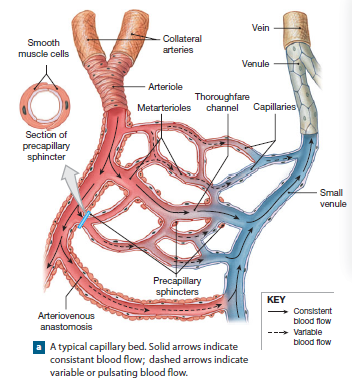 Vein
Smooth
muscle cells
Collateral
arteries
Venule
Arteriole
Thoroughfare
channel
Metarterioles
Capillaries
Section of
precapillary
sphincter
Small
venule
Precapillary
sphincters
Arteriovenous
anastomosis
KEY
Consistent
blood flow
Variable
blood flow
a A typical capillary bed. Solid arrows indicate
consistant blood flow; dashed arrows indicate
variable or pulsating blood flow.